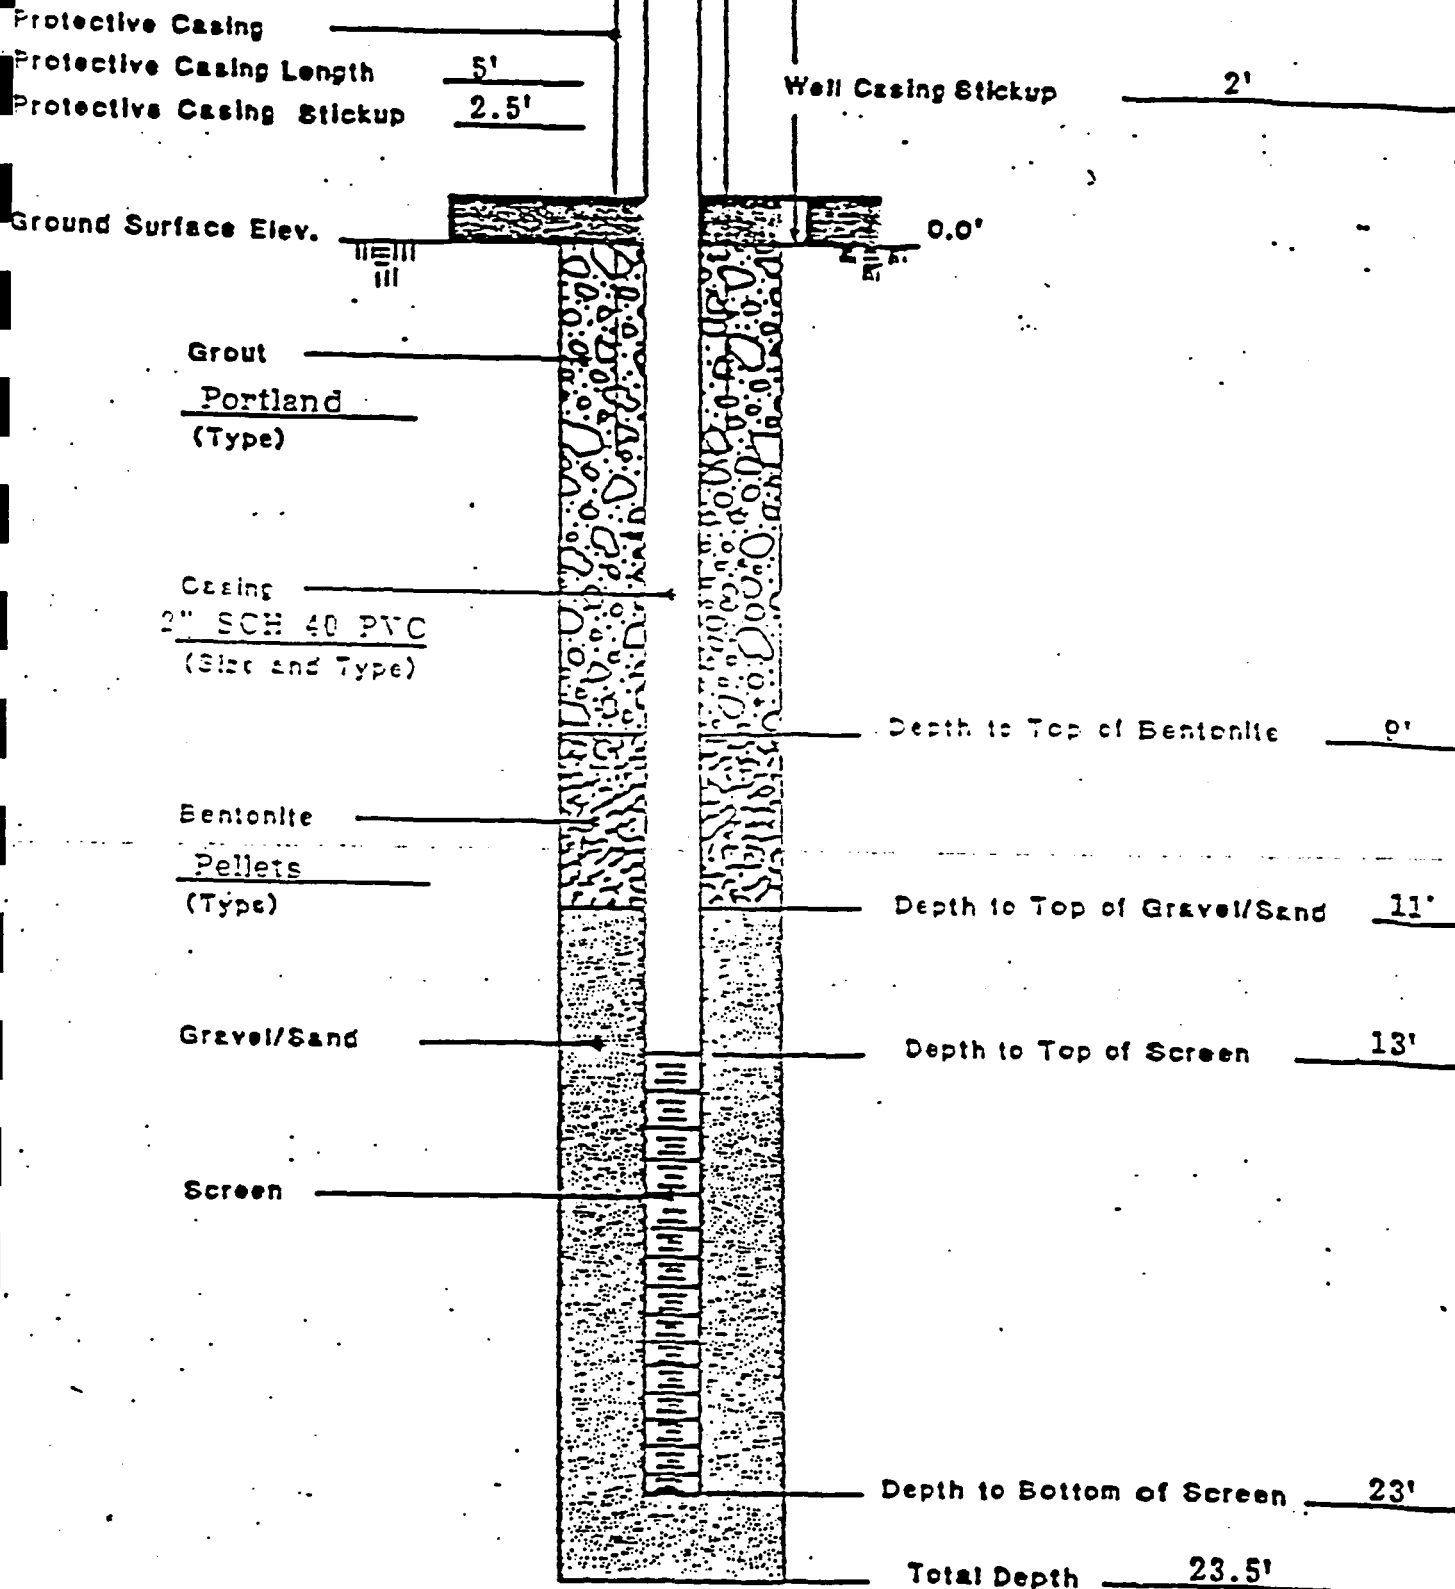 Protective Casing
Protective Casing Length 5'
Protective Casing Stickup 2.5'
Well Casing Stickup 2'
Ground Surface Elev. 0.0'
Grout
Portland
(Type)
Casing
2" SCH 40 PVC
(Size and Type)
Depth to Top of Bentonite
Bentonite
Pellets
(Type)
Depth to Top of Gravel/Sand 11'
Gravel/Sand
Depth to Top of Screen 13'
Screen
Depth to Bottom of Screen 23'
Total Depth 23.5'